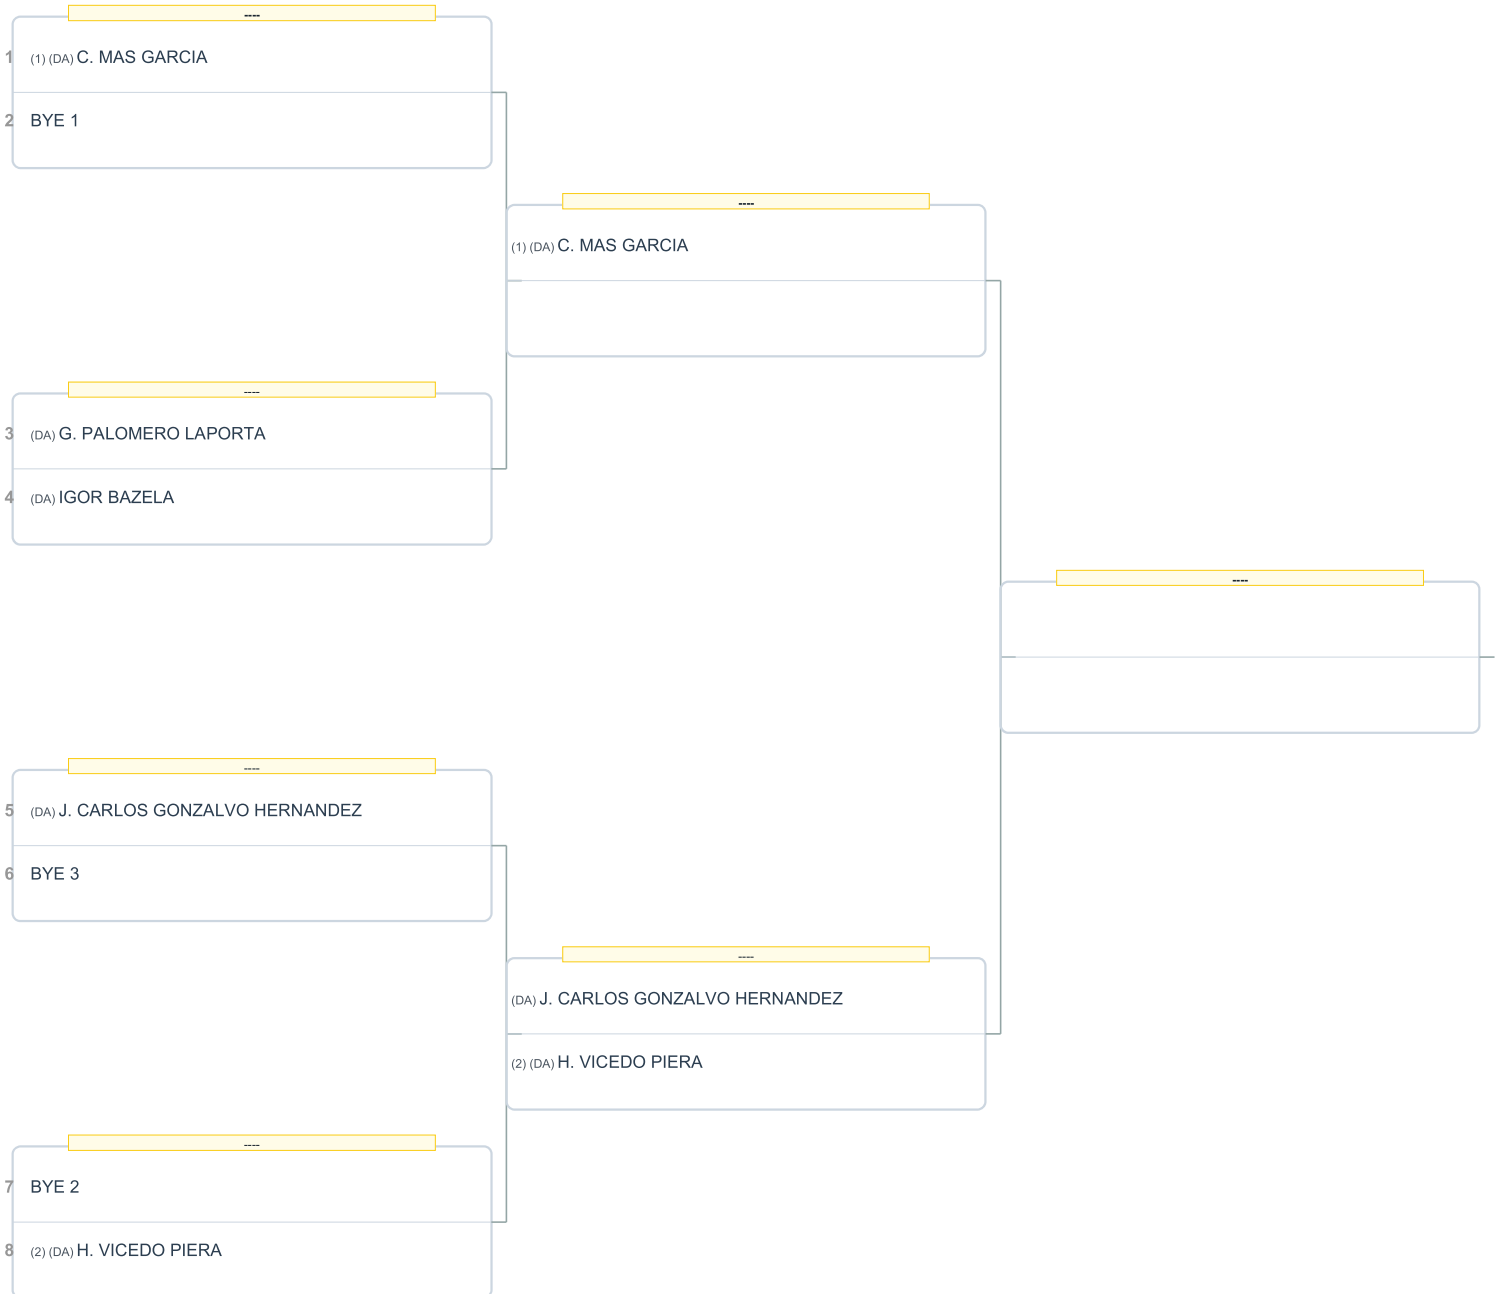 ----
1 (1) (DA) C. MAS GARCIA
2 BYE 1
----
(1) (DA) C. MAS GARCIA
----
3 (DA) G. PALOMERO LAPORTA
4 (DA) IGOR BAZELA
----
----
5 (DA) J. CARLOS GONZALVO HERNANDEZ
6 BYE 3
----
(DA) J. CARLOS GONZALVO HERNANDEZ
(2) (DA) H. VICEDO PIERA
----
7 BYE 2
8 (2) (DA) H. VICEDO PIERA